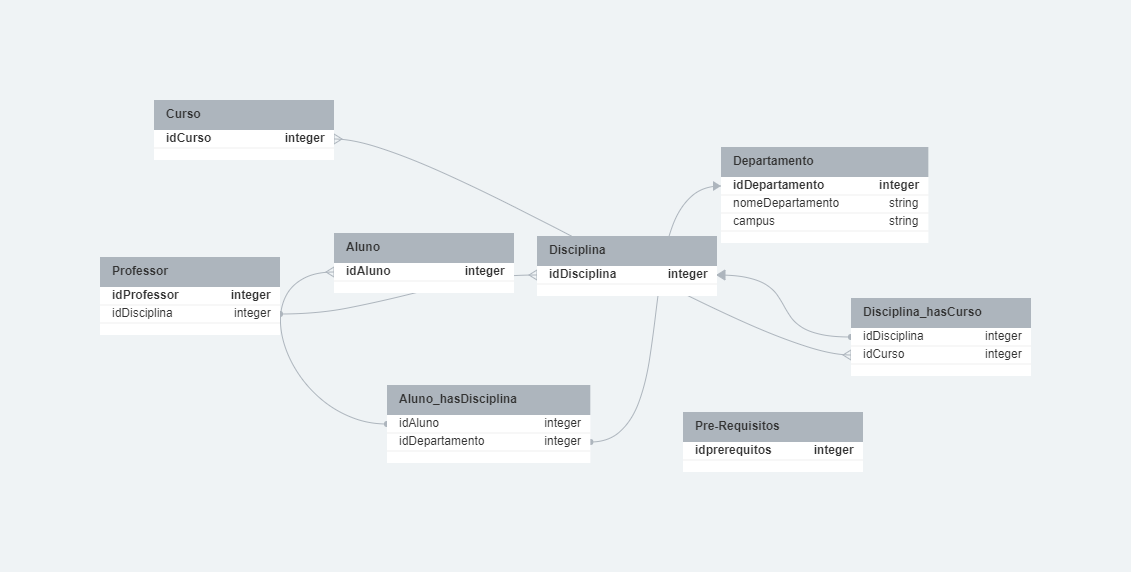 Curso
idCurso integer
Departamento
idDepartamento integer
nomeDepartamento string
campus string
Aluno
idAluno integer
Disciplina
idDisciplina integer
Professor
idProfessor integer
idDisciplina integer
Disciplina_hasCurso
idDisciplina integer
idCurso integer
Aluno_hasDisciplina
idAluno integer
idDepartamento integer
Pre-Requisitos
idprerequitos integer